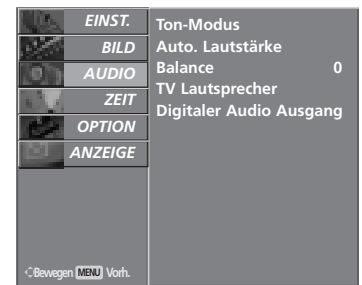 EINST.
BILD
AUDIO
ZEIT
OPTION
ANZEIGE
Ton-Modus
Auto. Lautstärke
Balance 0
TV Lautsprecher
Digitaler Audio Ausgang
Bewegen MENU Vorh.